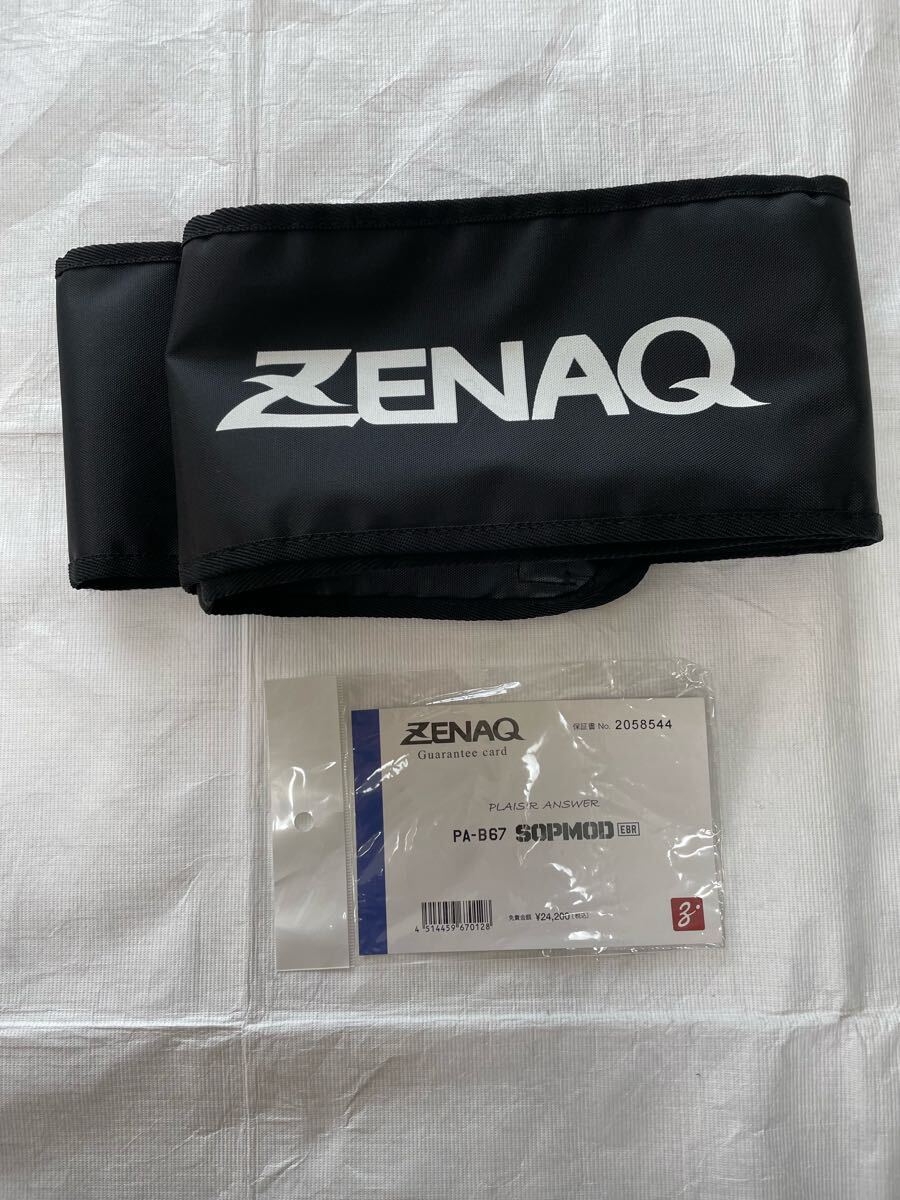 ZENAQ
ZENAQ
Guarantee card
保証書 No. 2058544
PLAISIR ANSWER
PA-B67 SOPMOD EBR
4 514459 670128
免責金額 ¥24,200(税込)